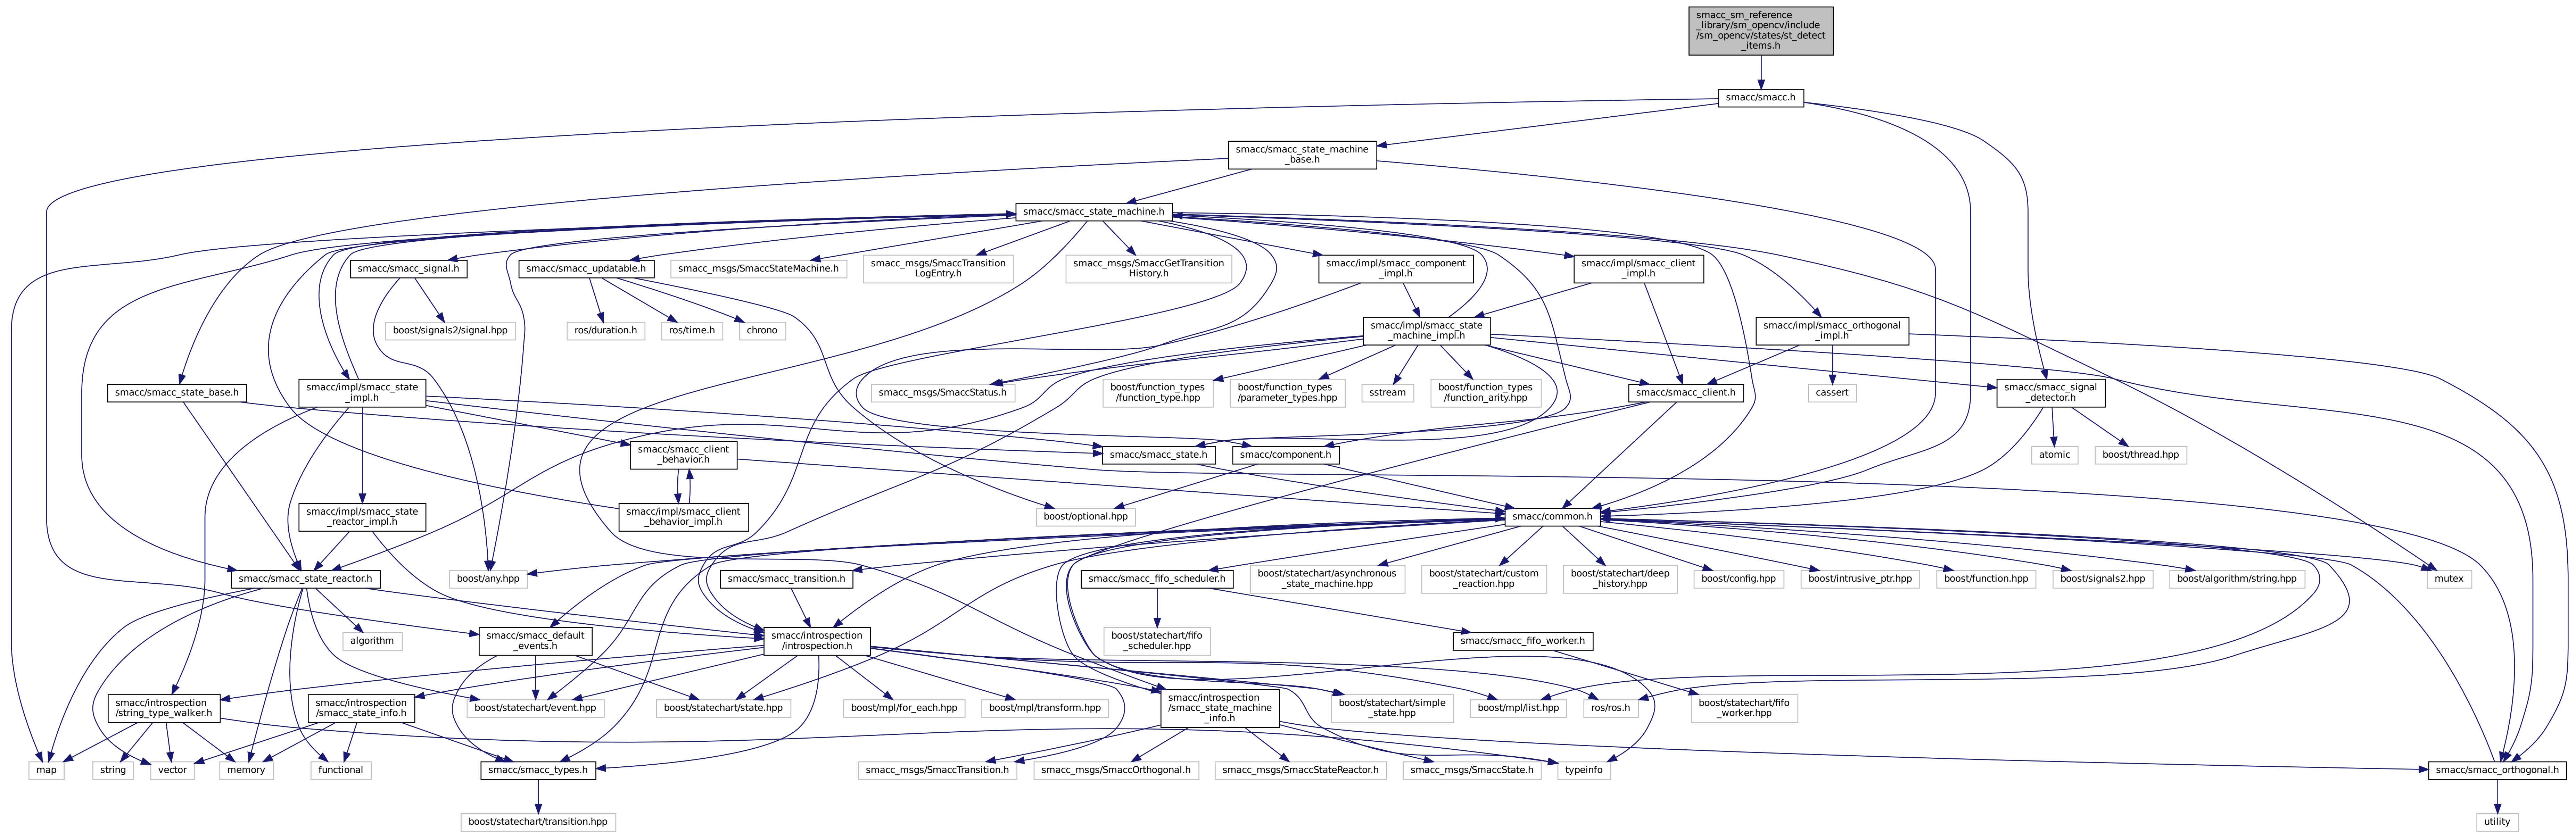 smacc_sm_reference
_library/sm_opencv/include
/sm_opencv/states/st_detect
_items.h
smacc/smacc.h
smacc/smacc_state_machine
_base.h
smacc/smacc_state_machine.h
smacc/smacc_signal.h
smacc/smacc_updatable.h
smacc_msgs/SmaccStateMachine.h
smacc_msgs/SmaccTransition
LogEntry.h
smacc_msgs/SmaccGetTransition
History.h
smacc/impl/smacc_component
_impl.h
smacc/impl/smacc_client
_impl.h
boost/signals2/signal.hpp
ros/duration.h
ros/time.h
chrono
smacc/impl/smacc_state
_machine_impl.h
smacc/impl/smacc_orthogonal
_impl.h
smacc/smacc_state_base.h
smacc/impl/smacc_state
_impl.h
smacc_msgs/SmaccStatus.h
boost/function_types
/function_type.hpp
boost/function_types
/parameter_types.hpp
sstream
boost/function_types
/function_arity.hpp
smacc/smacc_client.h
cassert
smacc/smacc_signal
_detector.h
smacc/smacc_client
_behavior.h
smacc/smacc_state.h
smacc/component.h
atomic
boost/thread.hpp
smacc/impl/smacc_state
_reactor_impl.h
smacc/impl/smacc_client
_behavior_impl.h
boost/optional.hpp
smacc/common.h
smacc/smacc_state_reactor.h
boost/any.hpp
smacc/smacc_transition.h
smacc/smacc_fifo_scheduler.h
boost/statechart/asynchronous
_state_machine.hpp
boost/statechart/custom
_reaction.hpp
boost/statechart/deep
_history.hpp
boost/config.hpp
boost/intrusive_ptr.hpp
boost/function.hpp
boost/signals2.hpp
boost/algorithm/string.hpp
mutex
algorithm
smacc/smacc_default
_events.h
smacc/introspection
/introspection.h
boost/statechart/fifo
_scheduler.hpp
smacc/smacc_fifo_worker.h
smacc/introspection
/string_type_walker.h
smacc/introspection
/smacc_state_info.h
boost/statechart/event.hpp
boost/statechart/state.hpp
boost/mpl/for_each.hpp
boost/mpl/transform.hpp
smacc/introspection
/smacc_state_machine
_info.h
boost/statechart/simple
_state.hpp
boost/mpl/list.hpp
ros/ros.h
boost/statechart/fifo
_worker.hpp
map
string
vector
memory
functional
smacc/smacc_types.h
smacc_msgs/SmaccTransition.h
smacc_msgs/SmaccOrthogonal.h
smacc_msgs/SmaccStateReactor.h
smacc_msgs/SmaccState.h
typeinfo
smacc/smacc_orthogonal.h
boost/statechart/transition.hpp
utility